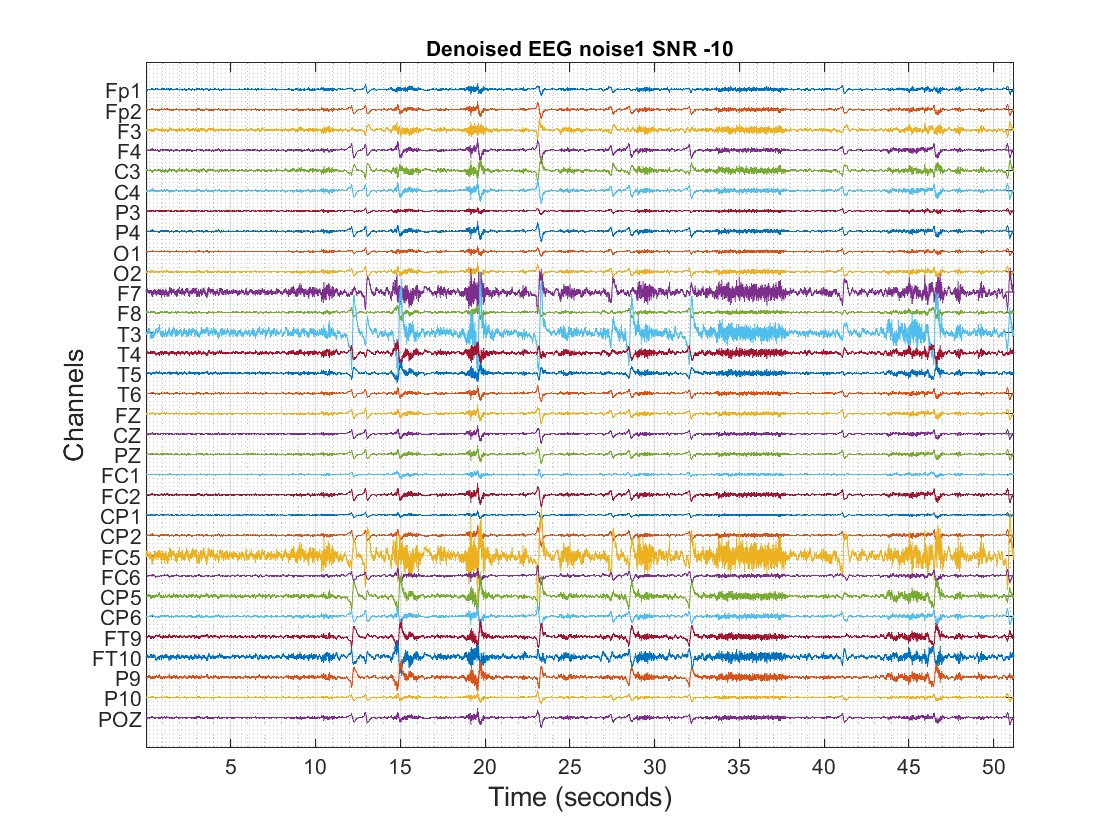 Denoised EEG noise1 SNR -10
Fp1
Fp2
F3
F4
C3
C4
P3
P4
O1
O2
F7
F8
T3
T4
T5
T6
FZ
CZ
PZ
FC1
FC2
CP1
CP2
FC5
FC6
CP5
CP6
FT9
FT10
P9
P10
POZ
Channels
5 10 15 20 25 30 35 40 45 50
Time (seconds)